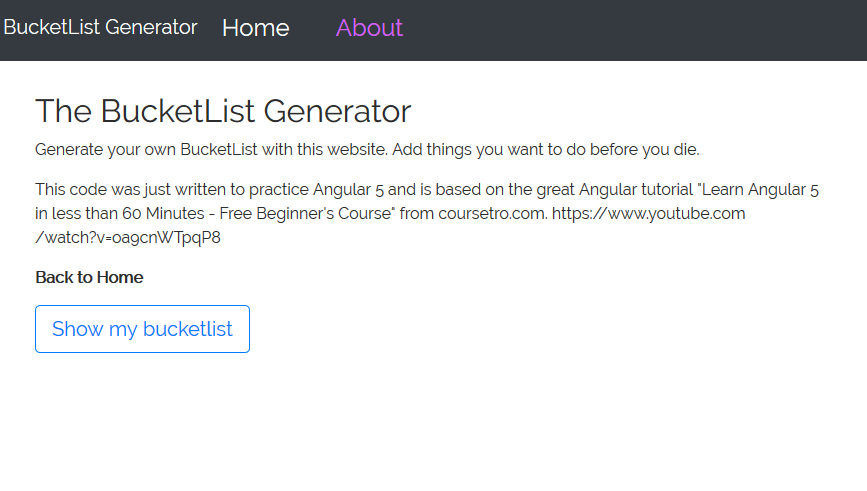 BucketList Generator Home About
The BucketList Generator
Generate your own BucketList with this website. Add things you want to do before you die.
This code was just written to practice Angular 5 and is based on the great Angular tutorial "Learn Angular 5
in less than 60 Minutes - Free Beginner's Course" from coursetro.com. https://www.youtube.com
/watch?v=oa9cnWTpqP8
Back to Home
Show my bucketlist